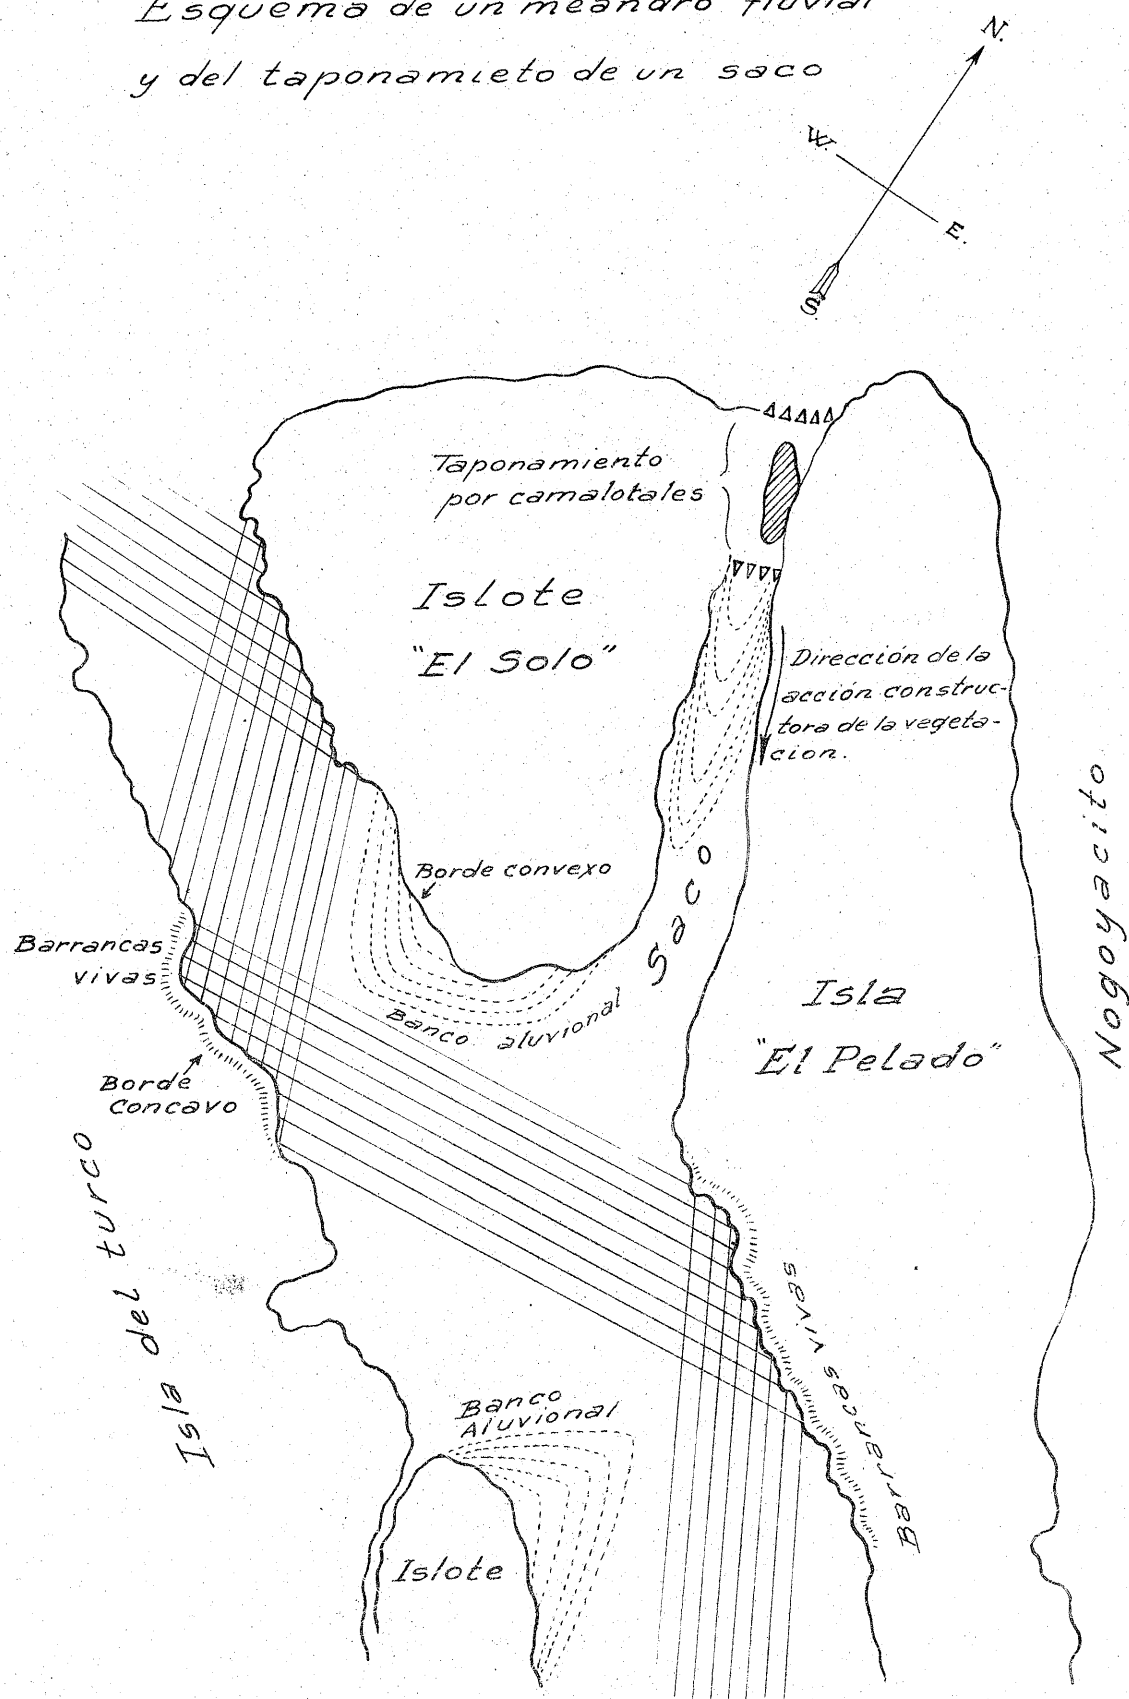 Esquema de un meandro fluvial
y del taponamieto de un saco
N.
W.
E.
S.
Taponamiento
por camalotales
Islote
"El Solo"
Dirección de la
acción construc-
tora de la vegeta-
cion.
Borde convexo
Saco
Nogoyacito
Barrancas
vivas
Banco aluvional
Isla
"El Pelado"
Borde
Concavo
Isla del turco
Barrancas vivas
Banco
Aluvional
Islote